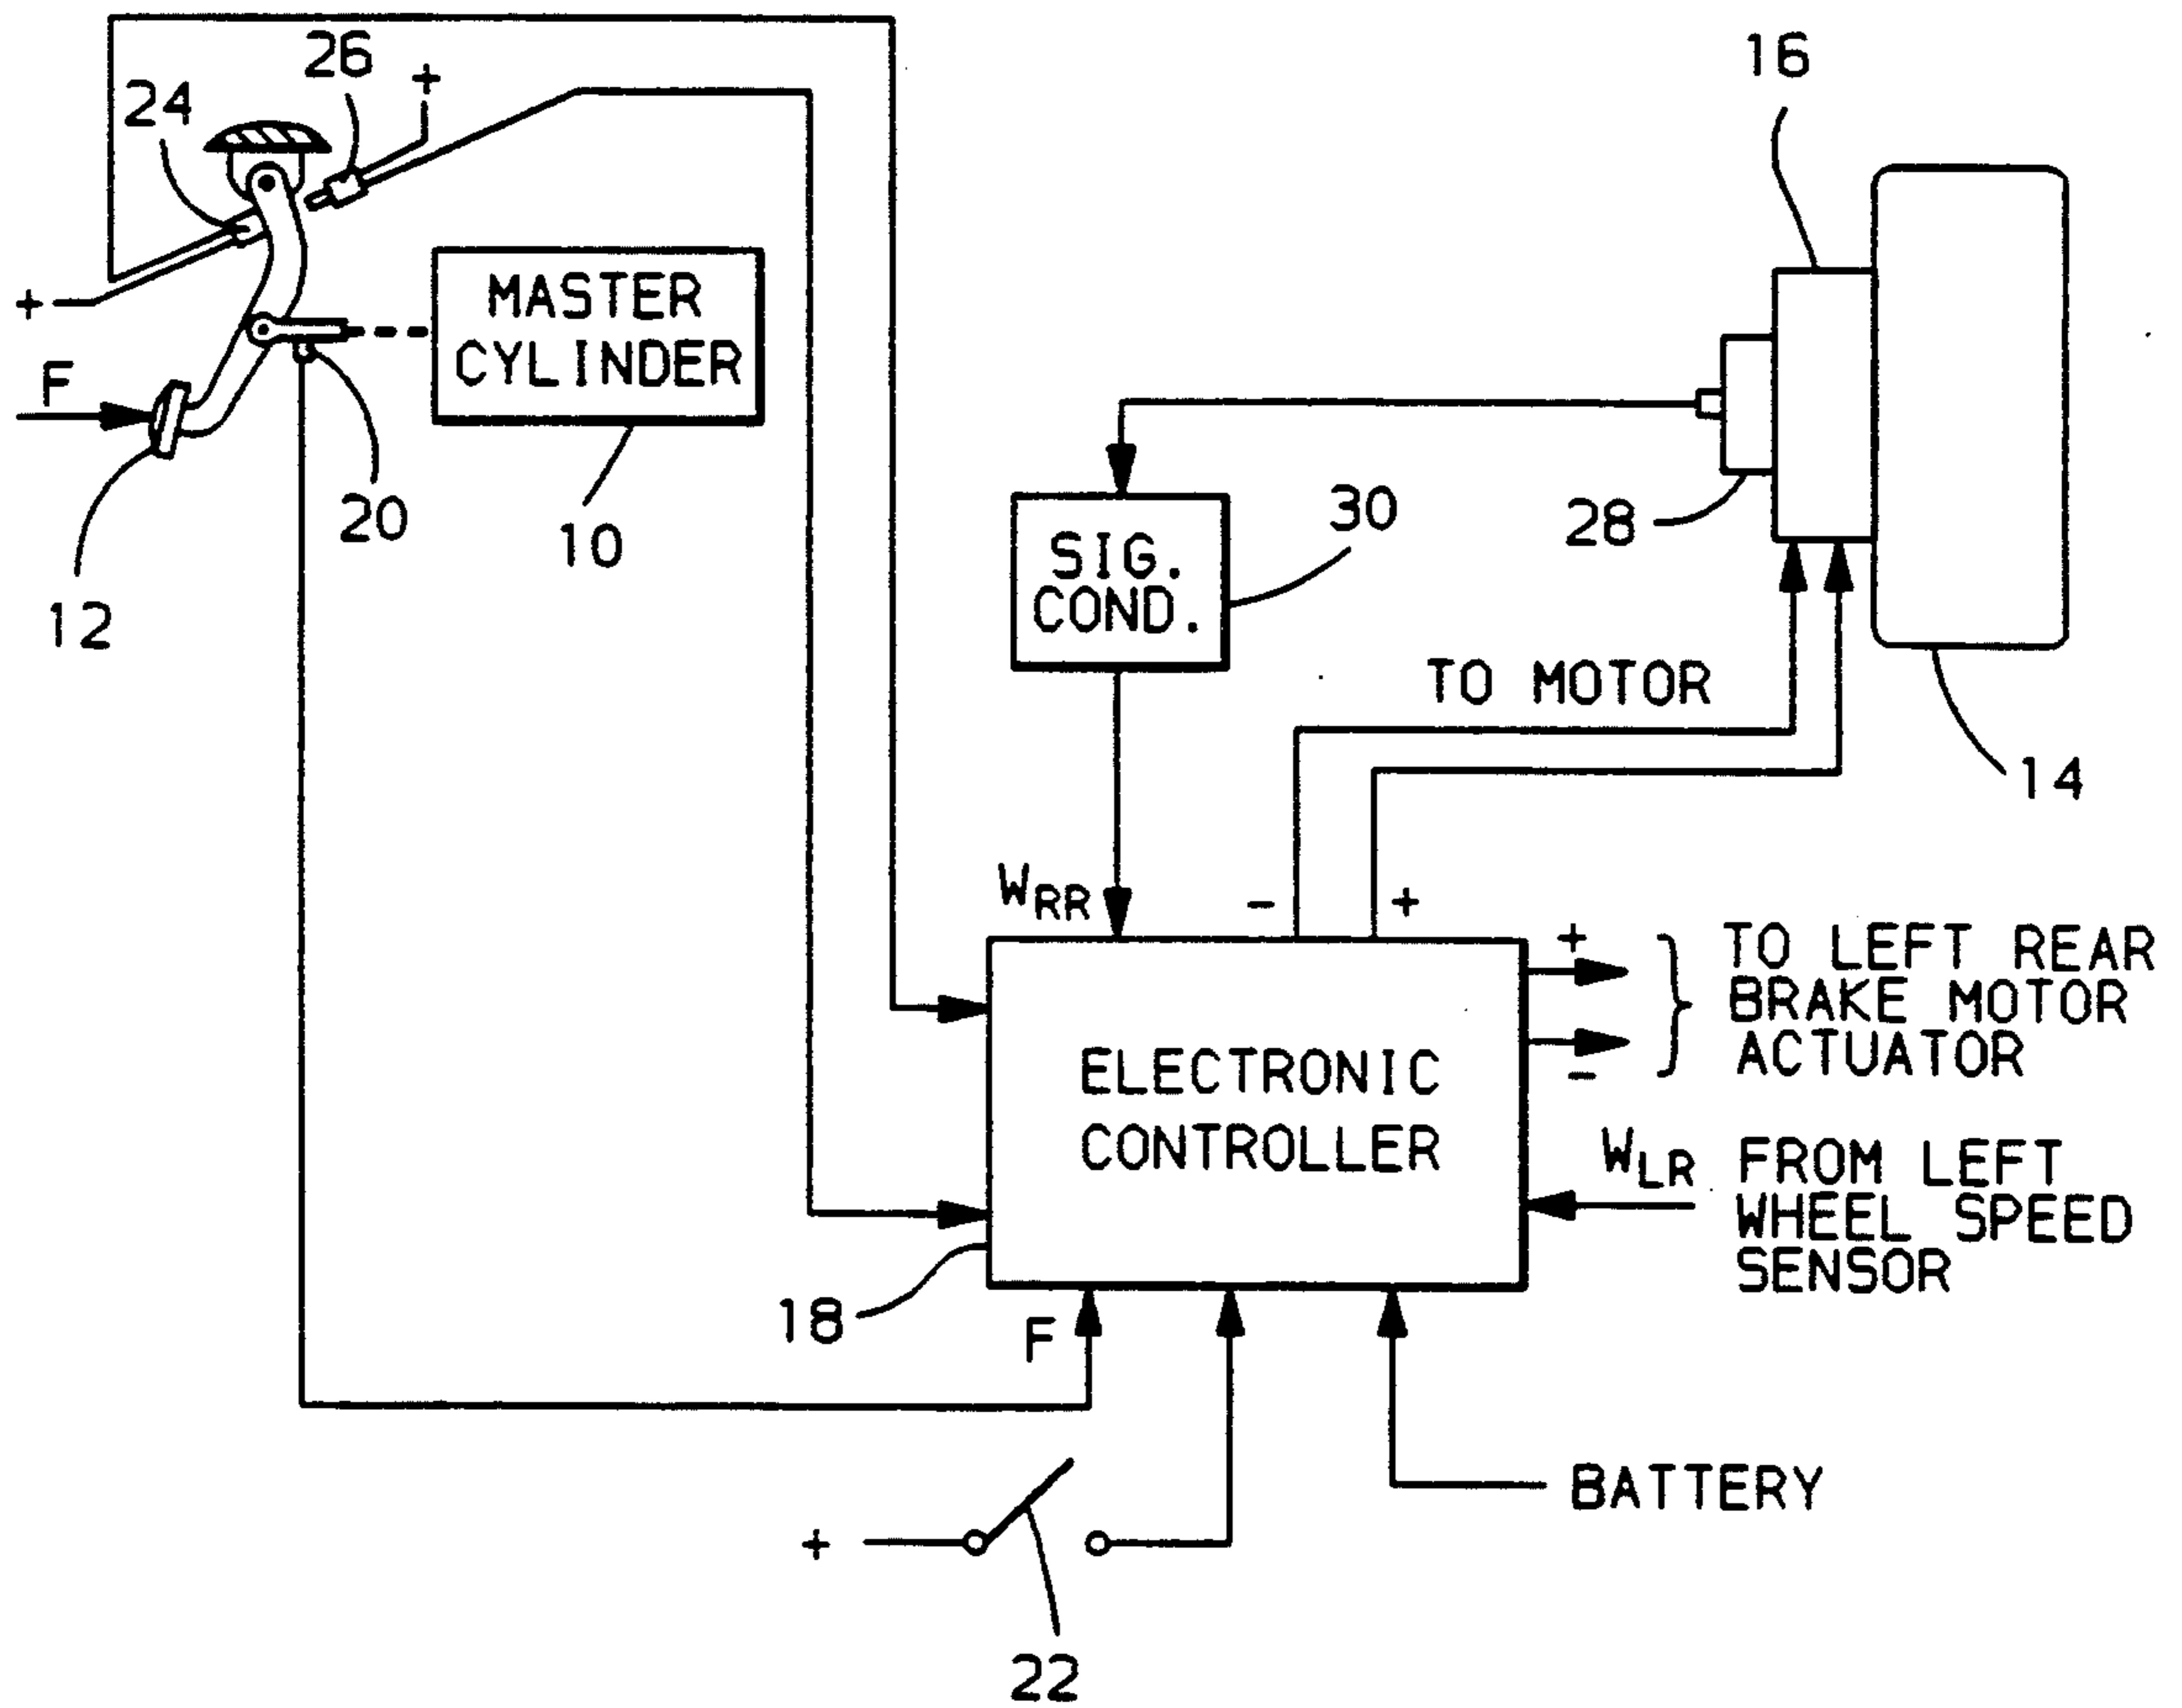 26
+
16
24
MASTER
CYLINDER
+
F
20
10
12
30
28
SIG.
COND.
TO MOTOR
14
WRR
-
+
+
-
TO LEFT REAR
BRAKE MOTOR
ACTUATOR
ELECTRONIC
CONTROLLER
WLR
FROM LEFT
WHEEL SPEED
SENSOR
18
F
BATTERY
+
22